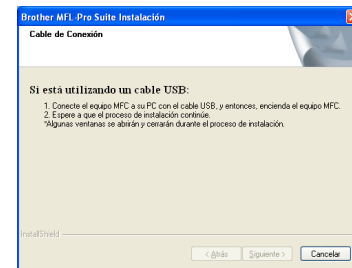 Brother MFL-Pro Suite Instalación
Cable de Conexión
Si está utilizando un cable USB:
1. Conecte el equipo MFC a su PC con el cable USB, y entonces, encienda el equipo MFC.
2. Espere a que el proceso de instalación continúe.
*Algunas ventanas se abrirán y cerrarán durante el proceso de instalación.
InstallShield
< Atrás Siguiente > Cancelar